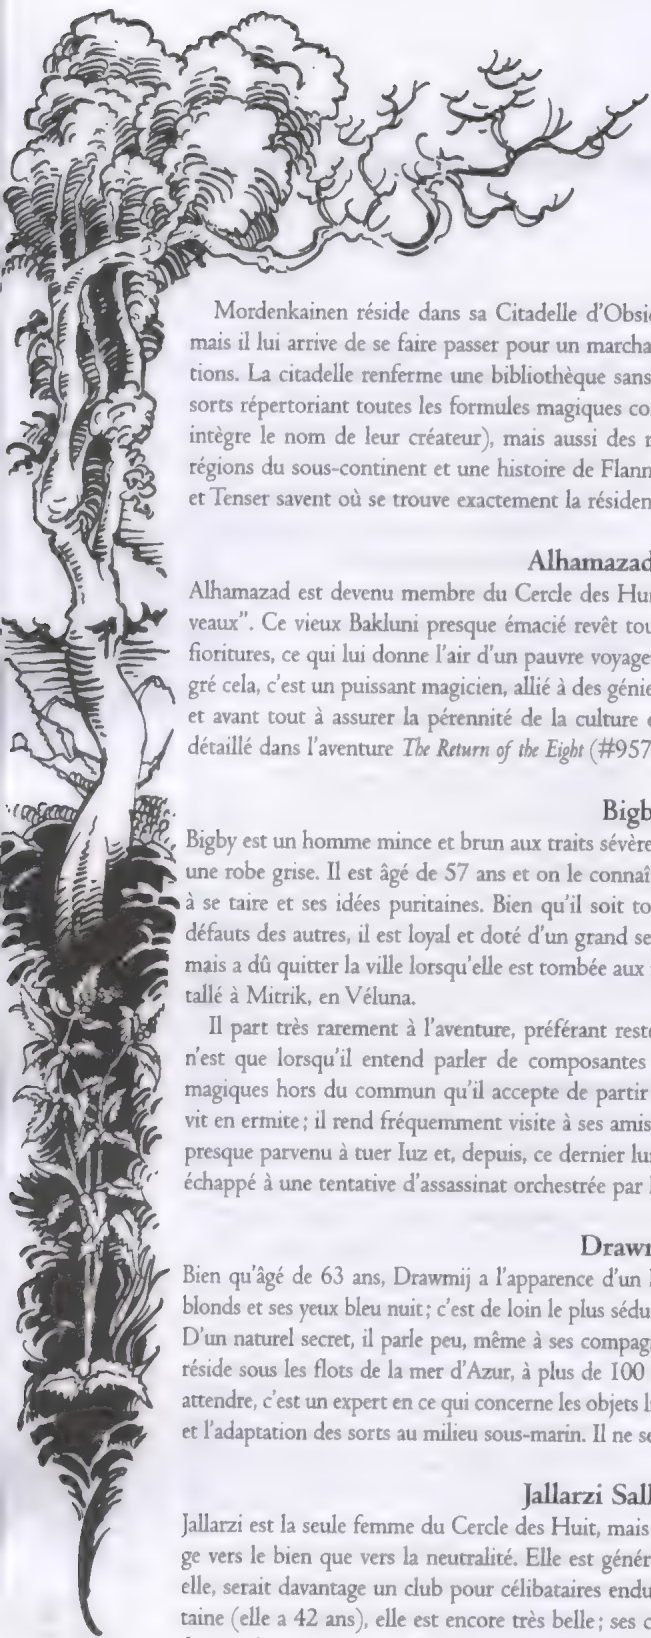 Mordenkainen réside dans sa Citadelle d'Obsi
mais il lui arrive de se faire passer pour un marcha
tions. La citadelle renferme une bibliothèque sans
sorts répertoriant toutes les formules magiques co
intègre le nom de leur créateur), mais aussi des r
régions du sous-continent et une histoire de Flann
et Tenser savent où se trouve exactement la résiden
Alhamazad
Alhamazad est devenu membre du Cercle des Hui
veaux". Ce vieux Bakluni presque émacié revêt tou
fioritures, ce qui lui donne l'air d'un pauvre voyage
gré cela, c'est un puissant magicien, allié à des génie
et avant tout à assurer la pérennité de la culture
détaillé dans l'aventure The Return of the Eight (#957
Bigb
Bigby est un homme mince et brun aux traits sévère
une robe grise. Il est âgé de 57 ans et on le connaî
à se taire et ses idées puritaines. Bien qu'il soit to
défauts des autres, il est loyal et doté d'un grand se
mais a dû quitter la ville lorsqu'elle est tombée aux
tallé à Mitrik, en Véluna.
Il part très rarement à l'aventure, préférant reste
n'est que lorsqu'il entend parler de composantes
magiques hors du commun qu'il accepte de partir
vit en ermite ; il rend fréquemment visite à ses amis
presque parvenu à tuer Iuz et, depuis, ce dernier lu
échappé à une tentative d'assassinat orchestrée par
Drawm
Bien qu'âgé de 63 ans, Drawmij a l'apparence d'un
blonds et ses yeux bleu nuit ; c'est de loin le plus sédu
D'un naturel secret, il parle peu, même à ses compag
réside sous les flots de la mer d'Azur, à plus de 100
attendre, c'est un expert en ce qui concerne les objets l
et l'adaptation des sorts au milieu sous-marin. Il ne se
Jallarzi Sall
Jallarzi est la seule femme du Cercle des Huit, mais
ge vers le bien que vers la neutralité. Elle est génér
elle, serait davantage un club pour célibataires endu
taine (elle a 42 ans), elle est encore très belle ; ses c